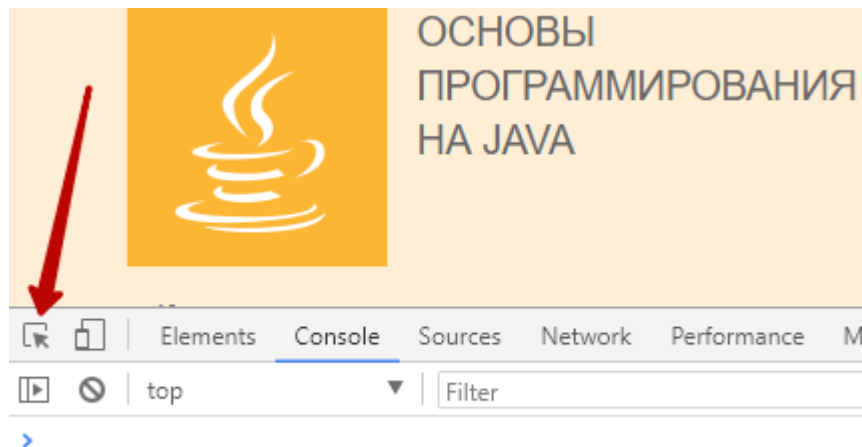 ОСНОВЫ
ПРОГРАММИРОВАНИЯ
НА JAVA
Elements Console Sources Network Performance
top Filter